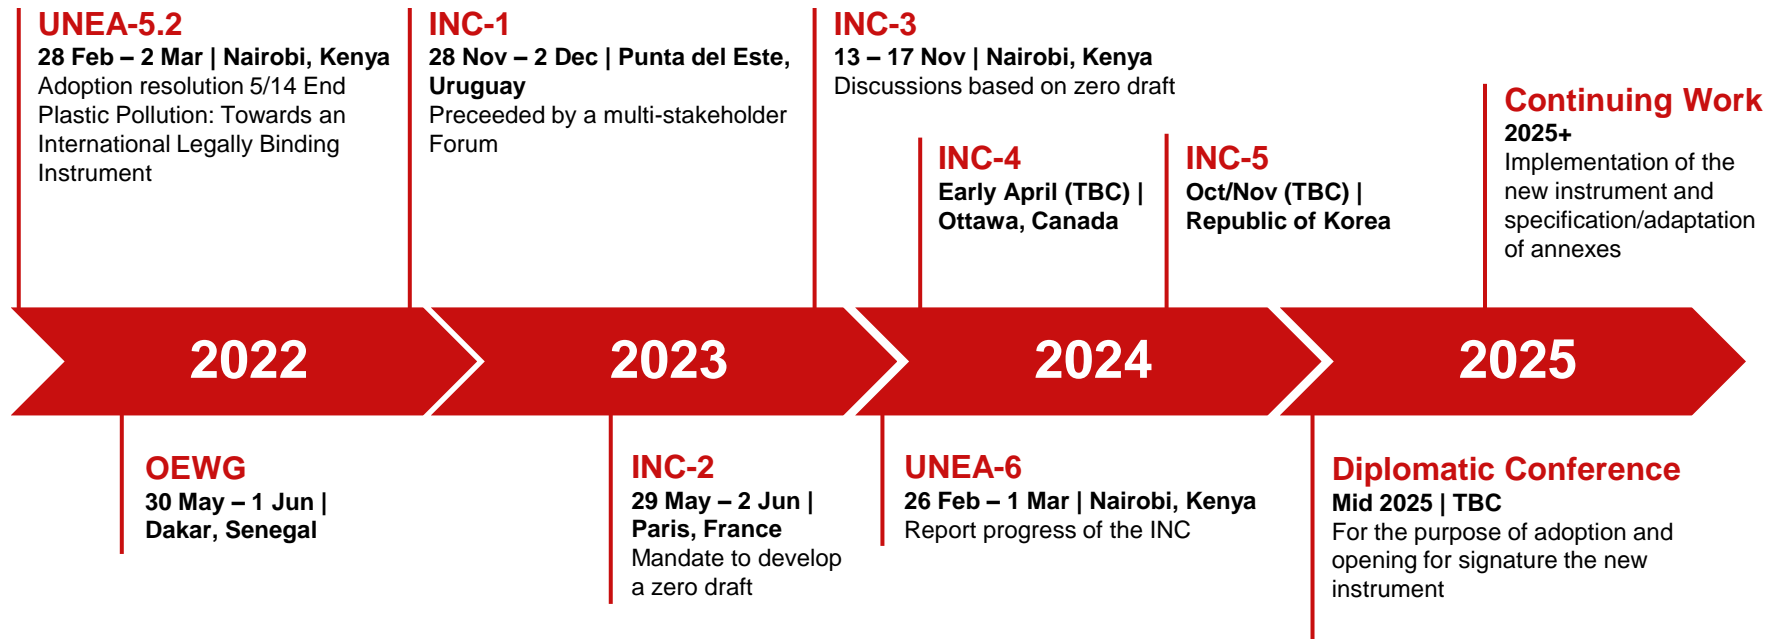 UNEA-5.2
28 Feb – 2 Mar | Nairobi, Kenya
Adoption resolution 5/14 End
Plastic Pollution: Towards an
International Legally Binding
Instrument
INC-1
28 Nov – 2 Dec | Punta del Este,
Uruguay
Preceeded by a multi-stakeholder
Forum
INC-3
13 – 17 Nov | Nairobi, Kenya
Discussions based on zero draft
INC-4
Early April (TBC) |
Ottawa, Canada
INC-5
Oct/Nov (TBC) |
Republic of Korea
Continuing Work
2025+
Implementation of the
new instrument and
specification/adaptation
of annexes
2022
2023
2024
2025
OEWG
30 May – 1 Jun |
Dakar, Senegal
INC-2
29 May – 2 Jun |
Paris, France
Mandate to develop
a zero draft
UNEA-6
26 Feb – 1 Mar | Nairobi, Kenya
Report progress of the INC
Diplomatic Conference
Mid 2025 | TBC
For the purpose of adoption and
opening for signature the new
instrument